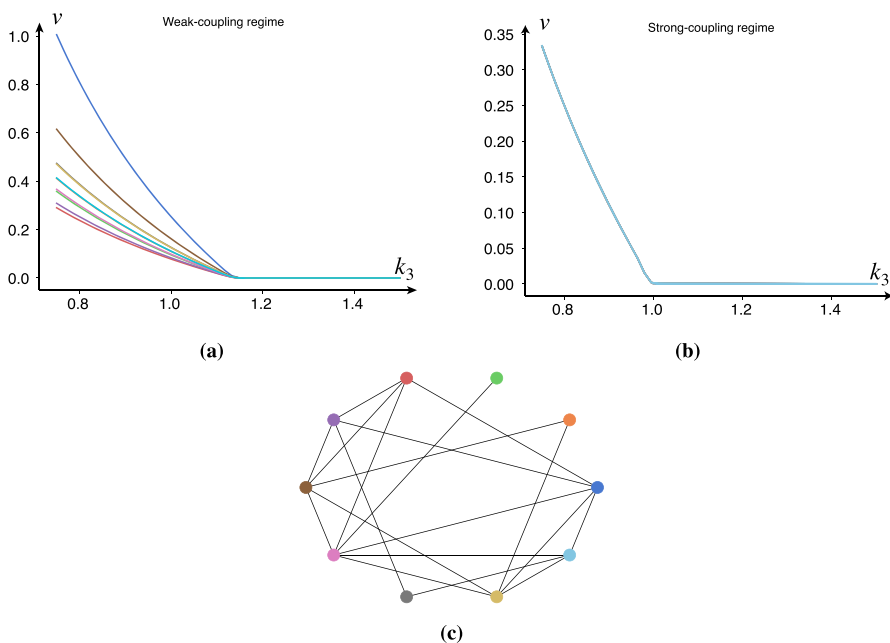 v Weak-coupling regime
1.0
0.8
0.6
0.4
0.2
0.0
k3
0.8 1.0 1.2 1.4
(a)
v Strong-coupling regime
0.35
0.30
0.25
0.20
0.15
0.10
0.05
0.00
k3
0.8 1.0 1.2 1.4
(b)
(c)